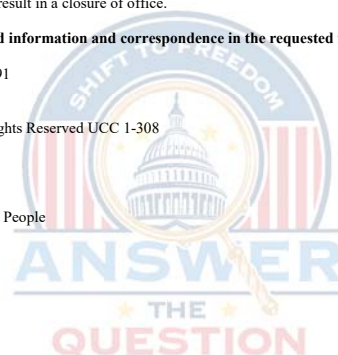 result in a closure of office.
d information and correspondence in the requested
91
SHIFT TO FREEDOM
ghts Reserved UCC 1-308
People
ANSWER
THE
QUESTION